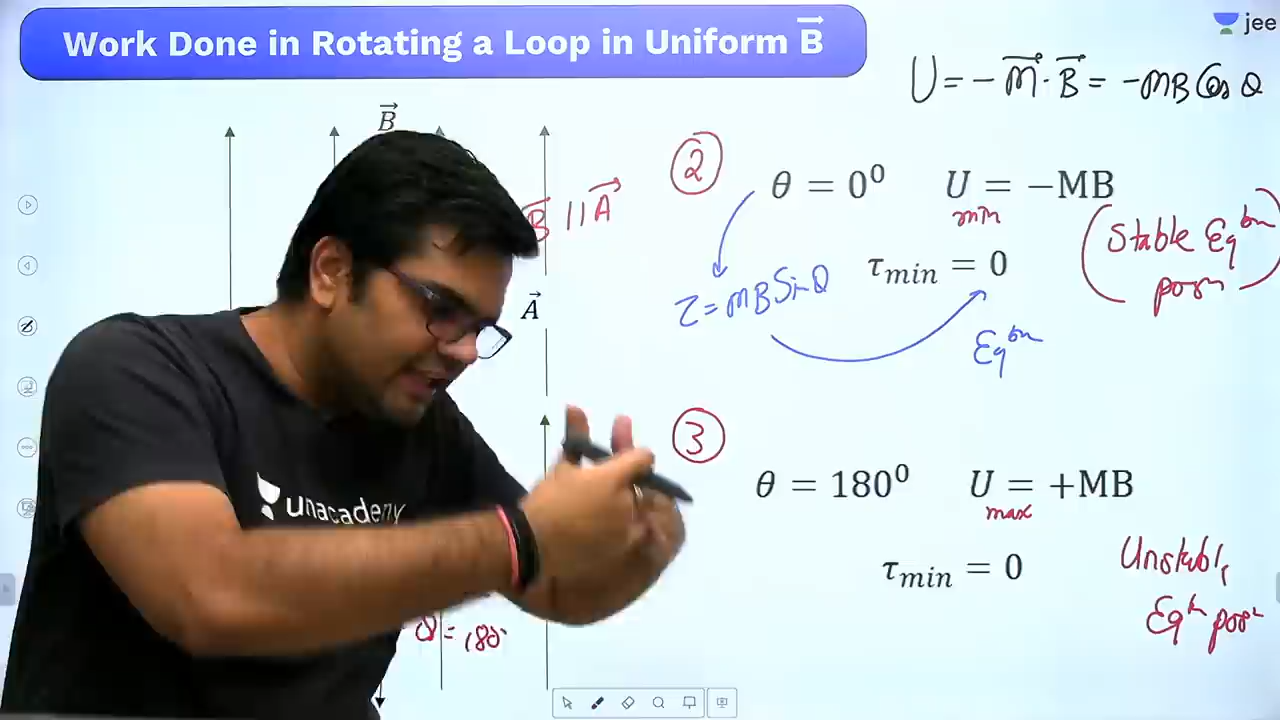 Work Done in Rotating a Loop in Uniform B⃗
jee
U = - M⃗ · B⃗ = - MB Cos θ
B⃗
②
θ = 0⁰ U = −MB
min
B⃗ || A⃗
(Stable Eqbm
posn)
τmin = 0
τ = MB Sin θ
A⃗
Eqbm
③
θ = 180⁰ U = +MB
max
unacademy
τmin = 0
Unstable
Eqbm posn
θ = 180°